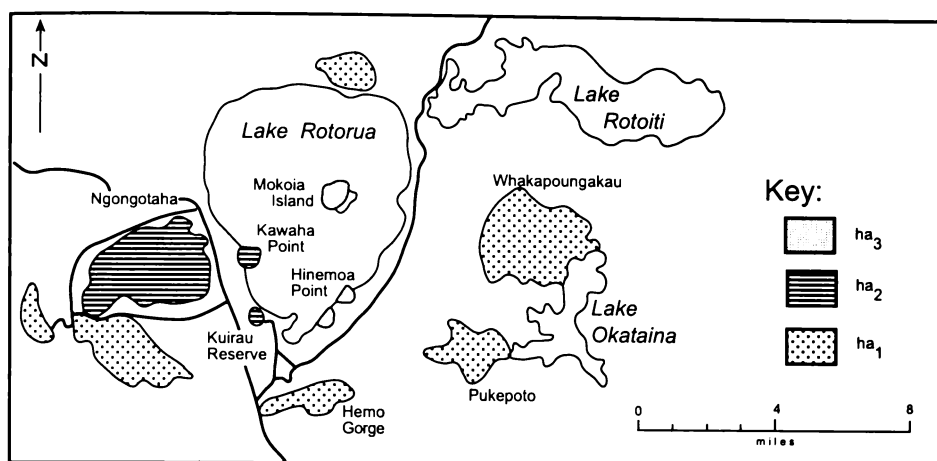 N
Lake Rotorua
Lake
Rotoiti
Mokoia
Island
Ngongotaha
Kawaha
Point
Whakapoungakau
Hinemoa
Point
Kuirau
Reserve
Lake
Okataina
Pukepoto
Hemo
Gorge
Key:
ha3
ha2
ha1
0 4 8
miles